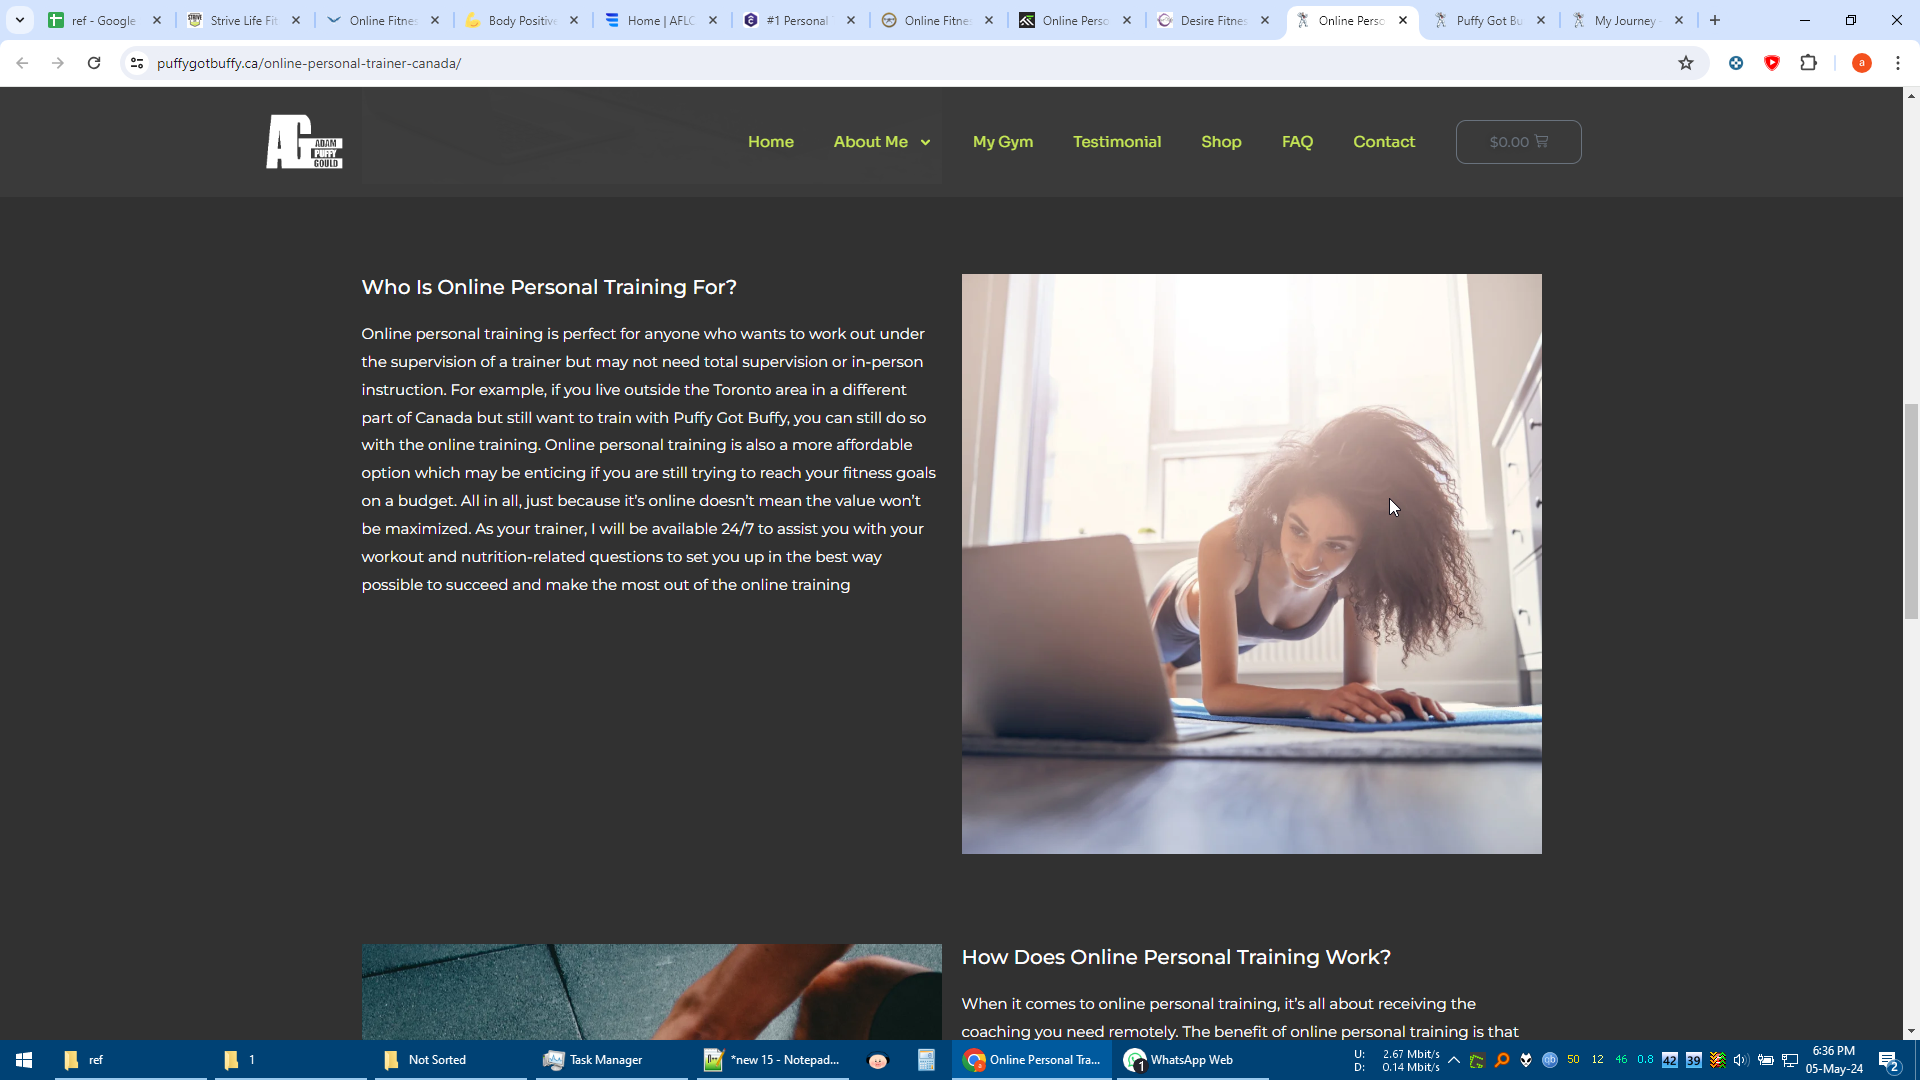 ref - Google
Strive Life Fit
Online Fitnes
Body Positive
Home | AFLC
#1 Personal
Online Fitne
Online Perso
Desire Fitnes
Online Perso
Puffy Got Bu
My Journey
puffygotbuffy.ca/online-personal-trainer-canada/
a
AG ADAM PUFFY GOULD
Home
About Me
My Gym
Testimonial
Shop
FAQ
Contact
$0.00
Who Is Online Personal Training For?
Online personal training is perfect for anyone who wants to work out under
the supervision of a trainer but may not need total supervision or in-person
instruction. For example, if you live outside the Toronto area in a different
part of Canada but still want to train with Puffy Got Buffy, you can still do so
with the online training. Online personal training is also a more affordable
option which may be enticing if you are still trying to reach your fitness goals
on a budget. All in all, just because it's online doesn't mean the value won't
be maximized. As your trainer, I will be available 24/7 to assist you with your
workout and nutrition-related questions to set you up in the best way
possible to succeed and make the most out of the online training
How Does Online Personal Training Work?
When it comes to online personal training, it's all about receiving the
coaching you need remotely. The benefit of online personal training is that
ref
1
Not Sorted
Task Manager
*new 15 - Notepad...
Online Personal Tra...
1
WhatsApp Web
U: 2.67 Mbit/s
D: 0.14 Mbit/s
50
12
46
0.8
42
39
6:36 PM
05-May-24
2